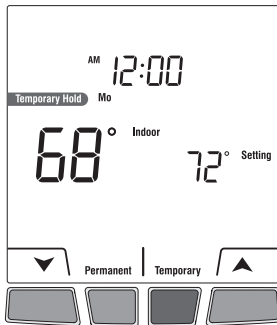 AM 12:00
Temporary Hold Mo
68° Indoor
72° Setting
Permanent Temporary